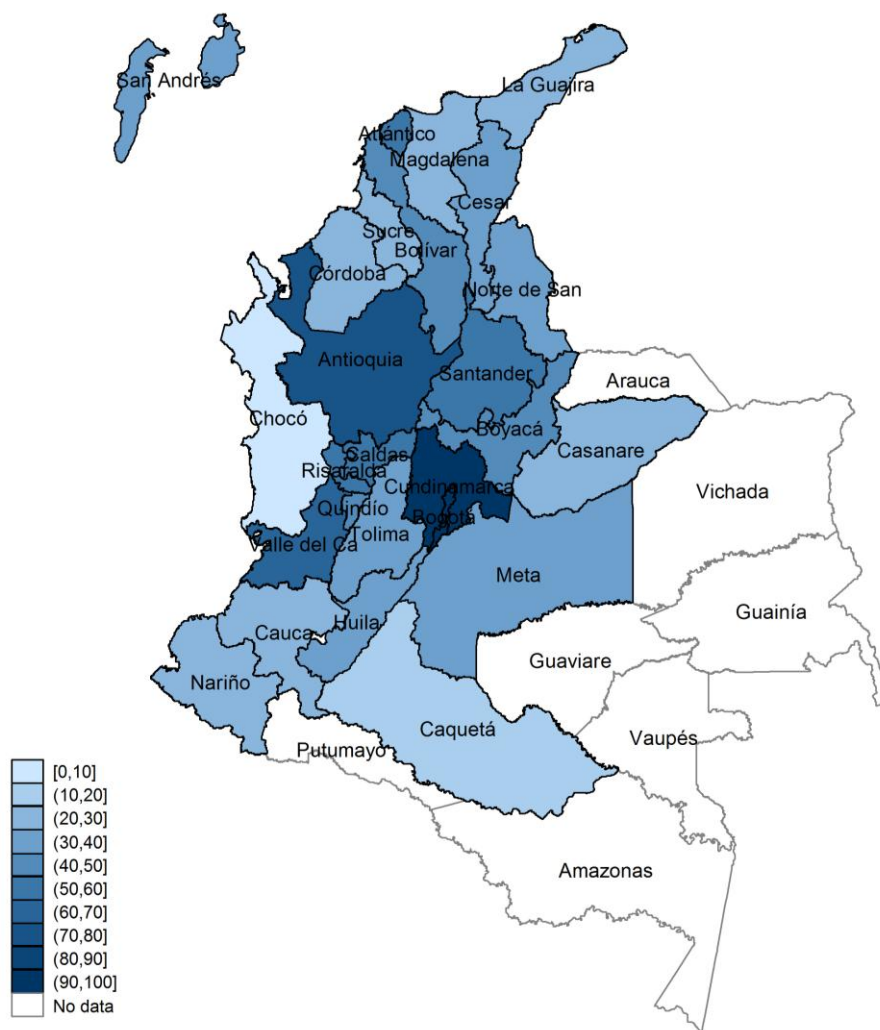 San Andrés
La Guajira
Atlántico
Magdalena
Cesar
Sucre
Bolívar
Córdoba
Norte de San
Antioquia
Santander
Arauca
Chocó
Boyacá
Casanare
Caldas
Risaralda
Cundinamarca
Vichada
Quindío
Bogotá
Tolima
Valle del Ca
Meta
Guainía
Huila
Cauca
Guaviare
Nariño
Caquetá
Vaupés
Putumayo
Amazonas
[0,10]
(10,20]
(20,30]
(30,40]
(40,50]
(50,60]
(60,70]
(70,80]
(80,90]
(90,100]
No data